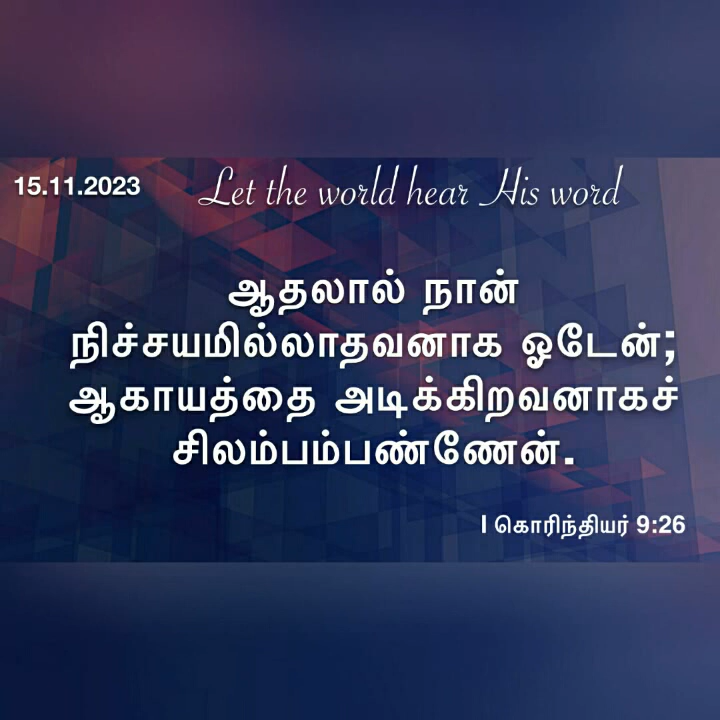 15.11.2023
Let the world hear His word
ஆதலால் நான்
நிச்சயமில்லாதவனாக ஓடேன்;
ஆகாயத்தை அடிக்கிறவனாகச்
சிலம்பம்பண்ணேன்.
I கொரிந்தியர் 9:26